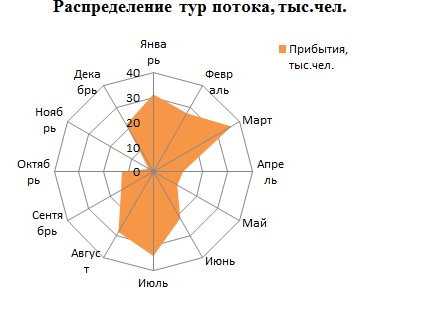 Распределение тур потока, тыс.чел.
Янва
рь
Прибытия,
тыс.чел.
Февр
аль
Март
Апре
ль
Май
Июнь
Июль
Авгус
т
Сентя
брь
Октяб
рь
Нояб
рь
Дека
брь
40
30
20
10
0